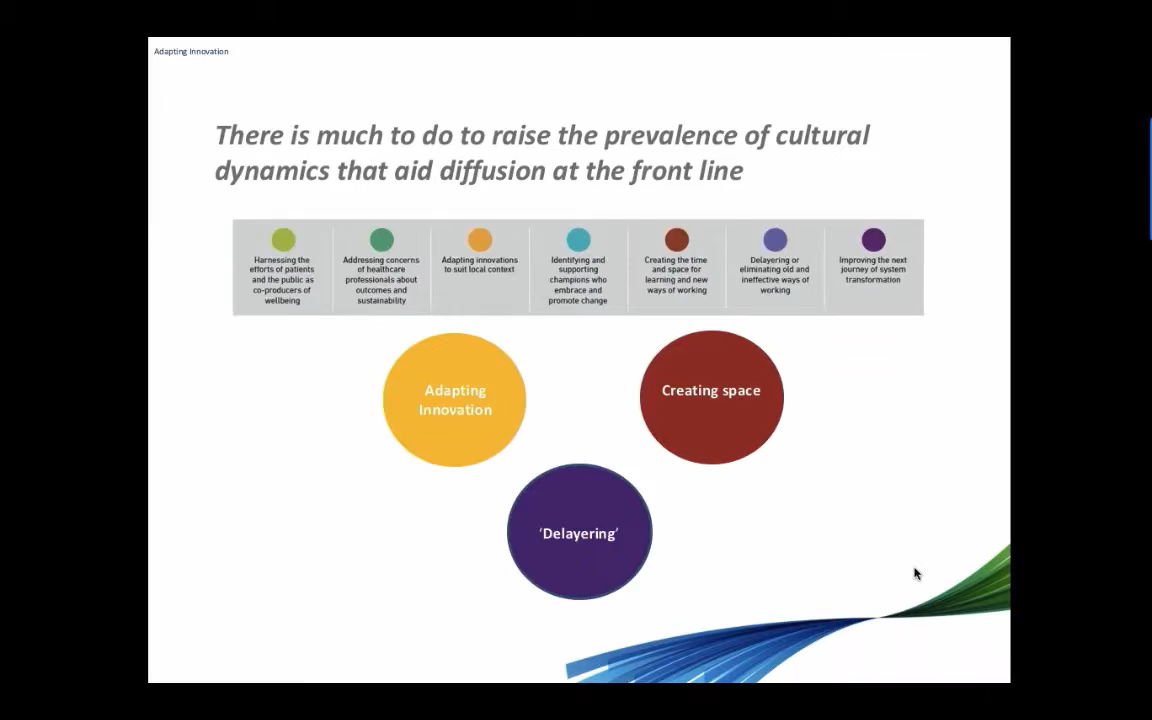 Adapting Innovation
There is much to do to raise the prevalence of cultural
dynamics that aid diffusion at the front line
Harnessing the
efforts of patients
and the public as
co-producers of
wellbeing
Addressing concerns
of healthcare
professionals about
outcomes and
sustainability
Adapting innovations
to suit local context
Identifying and
supporting
champions who
embrace and
promote change
Creating the time
and space for
learning and new
ways of working
Delayering or
eliminating old and
ineffective ways of
working
Improving the next
journey of system
transformation
Adapting
Innovation
Creating space
‘Delayering’